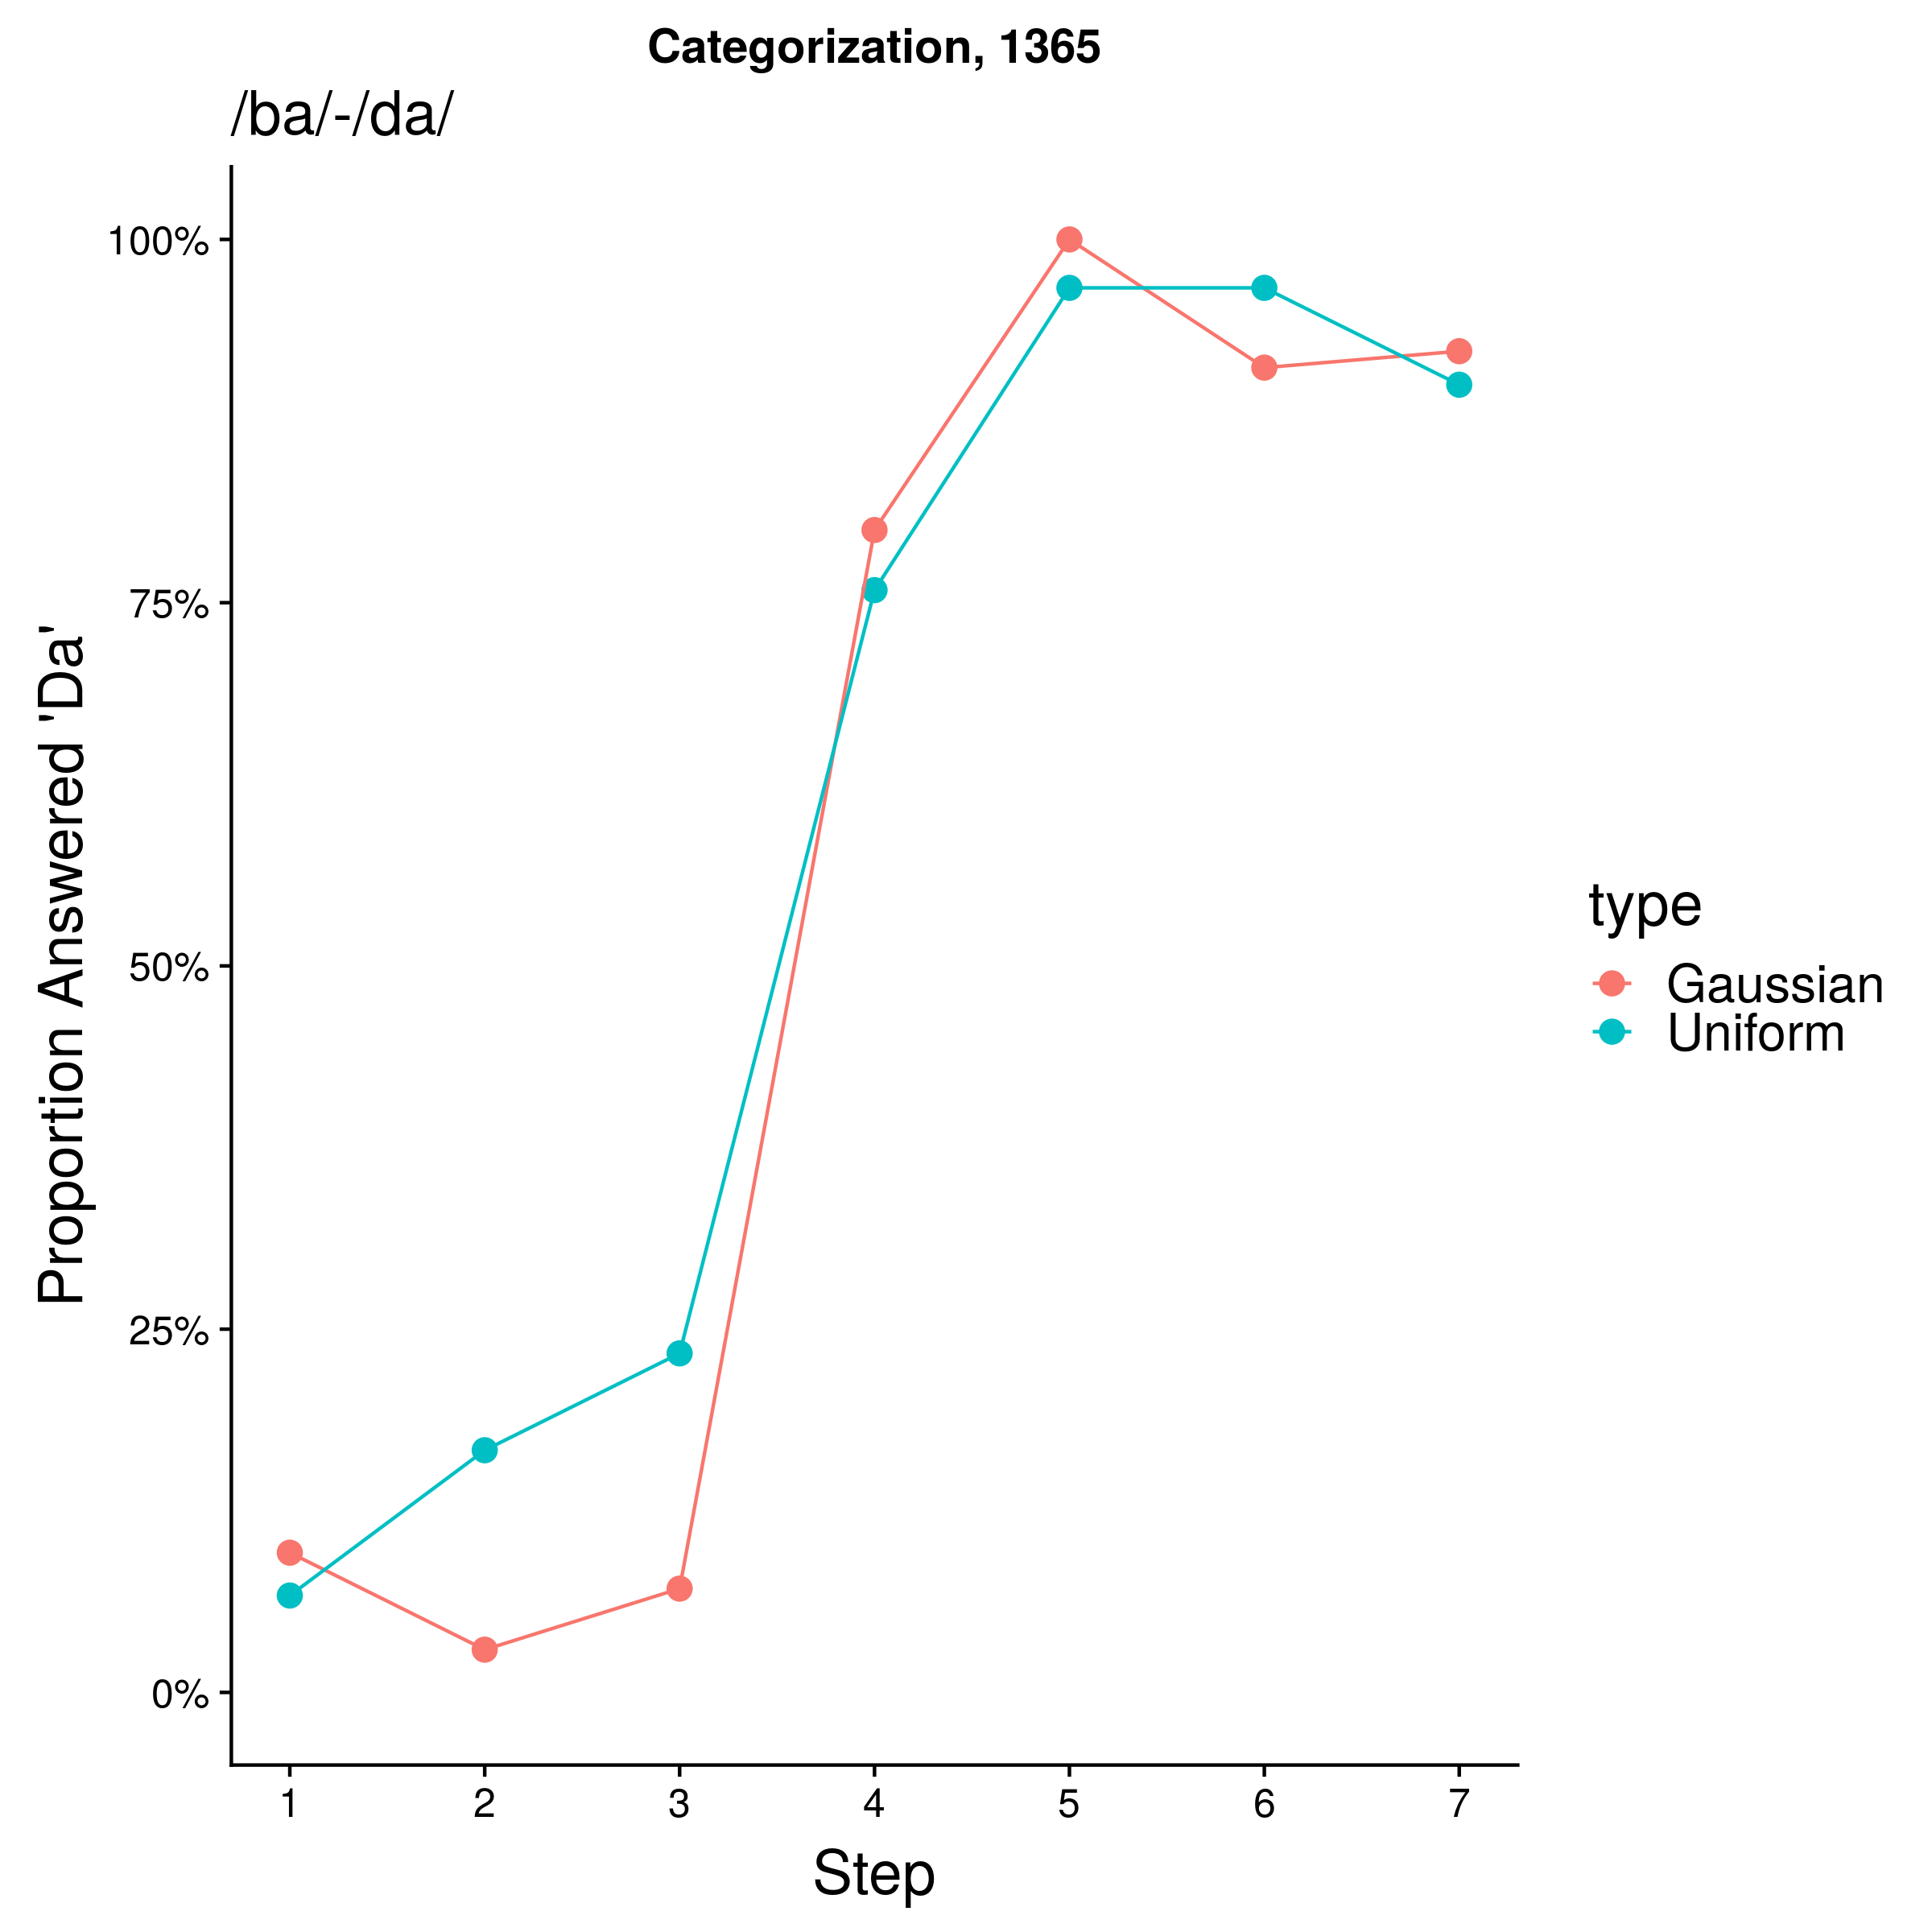 Categorization, 1365
/ba/-/da/
Proportion Answered 'Da'
100%
75%
50%
25%
0%
1 2 3 4 5 6 7
Step
type
Gaussian
Uniform